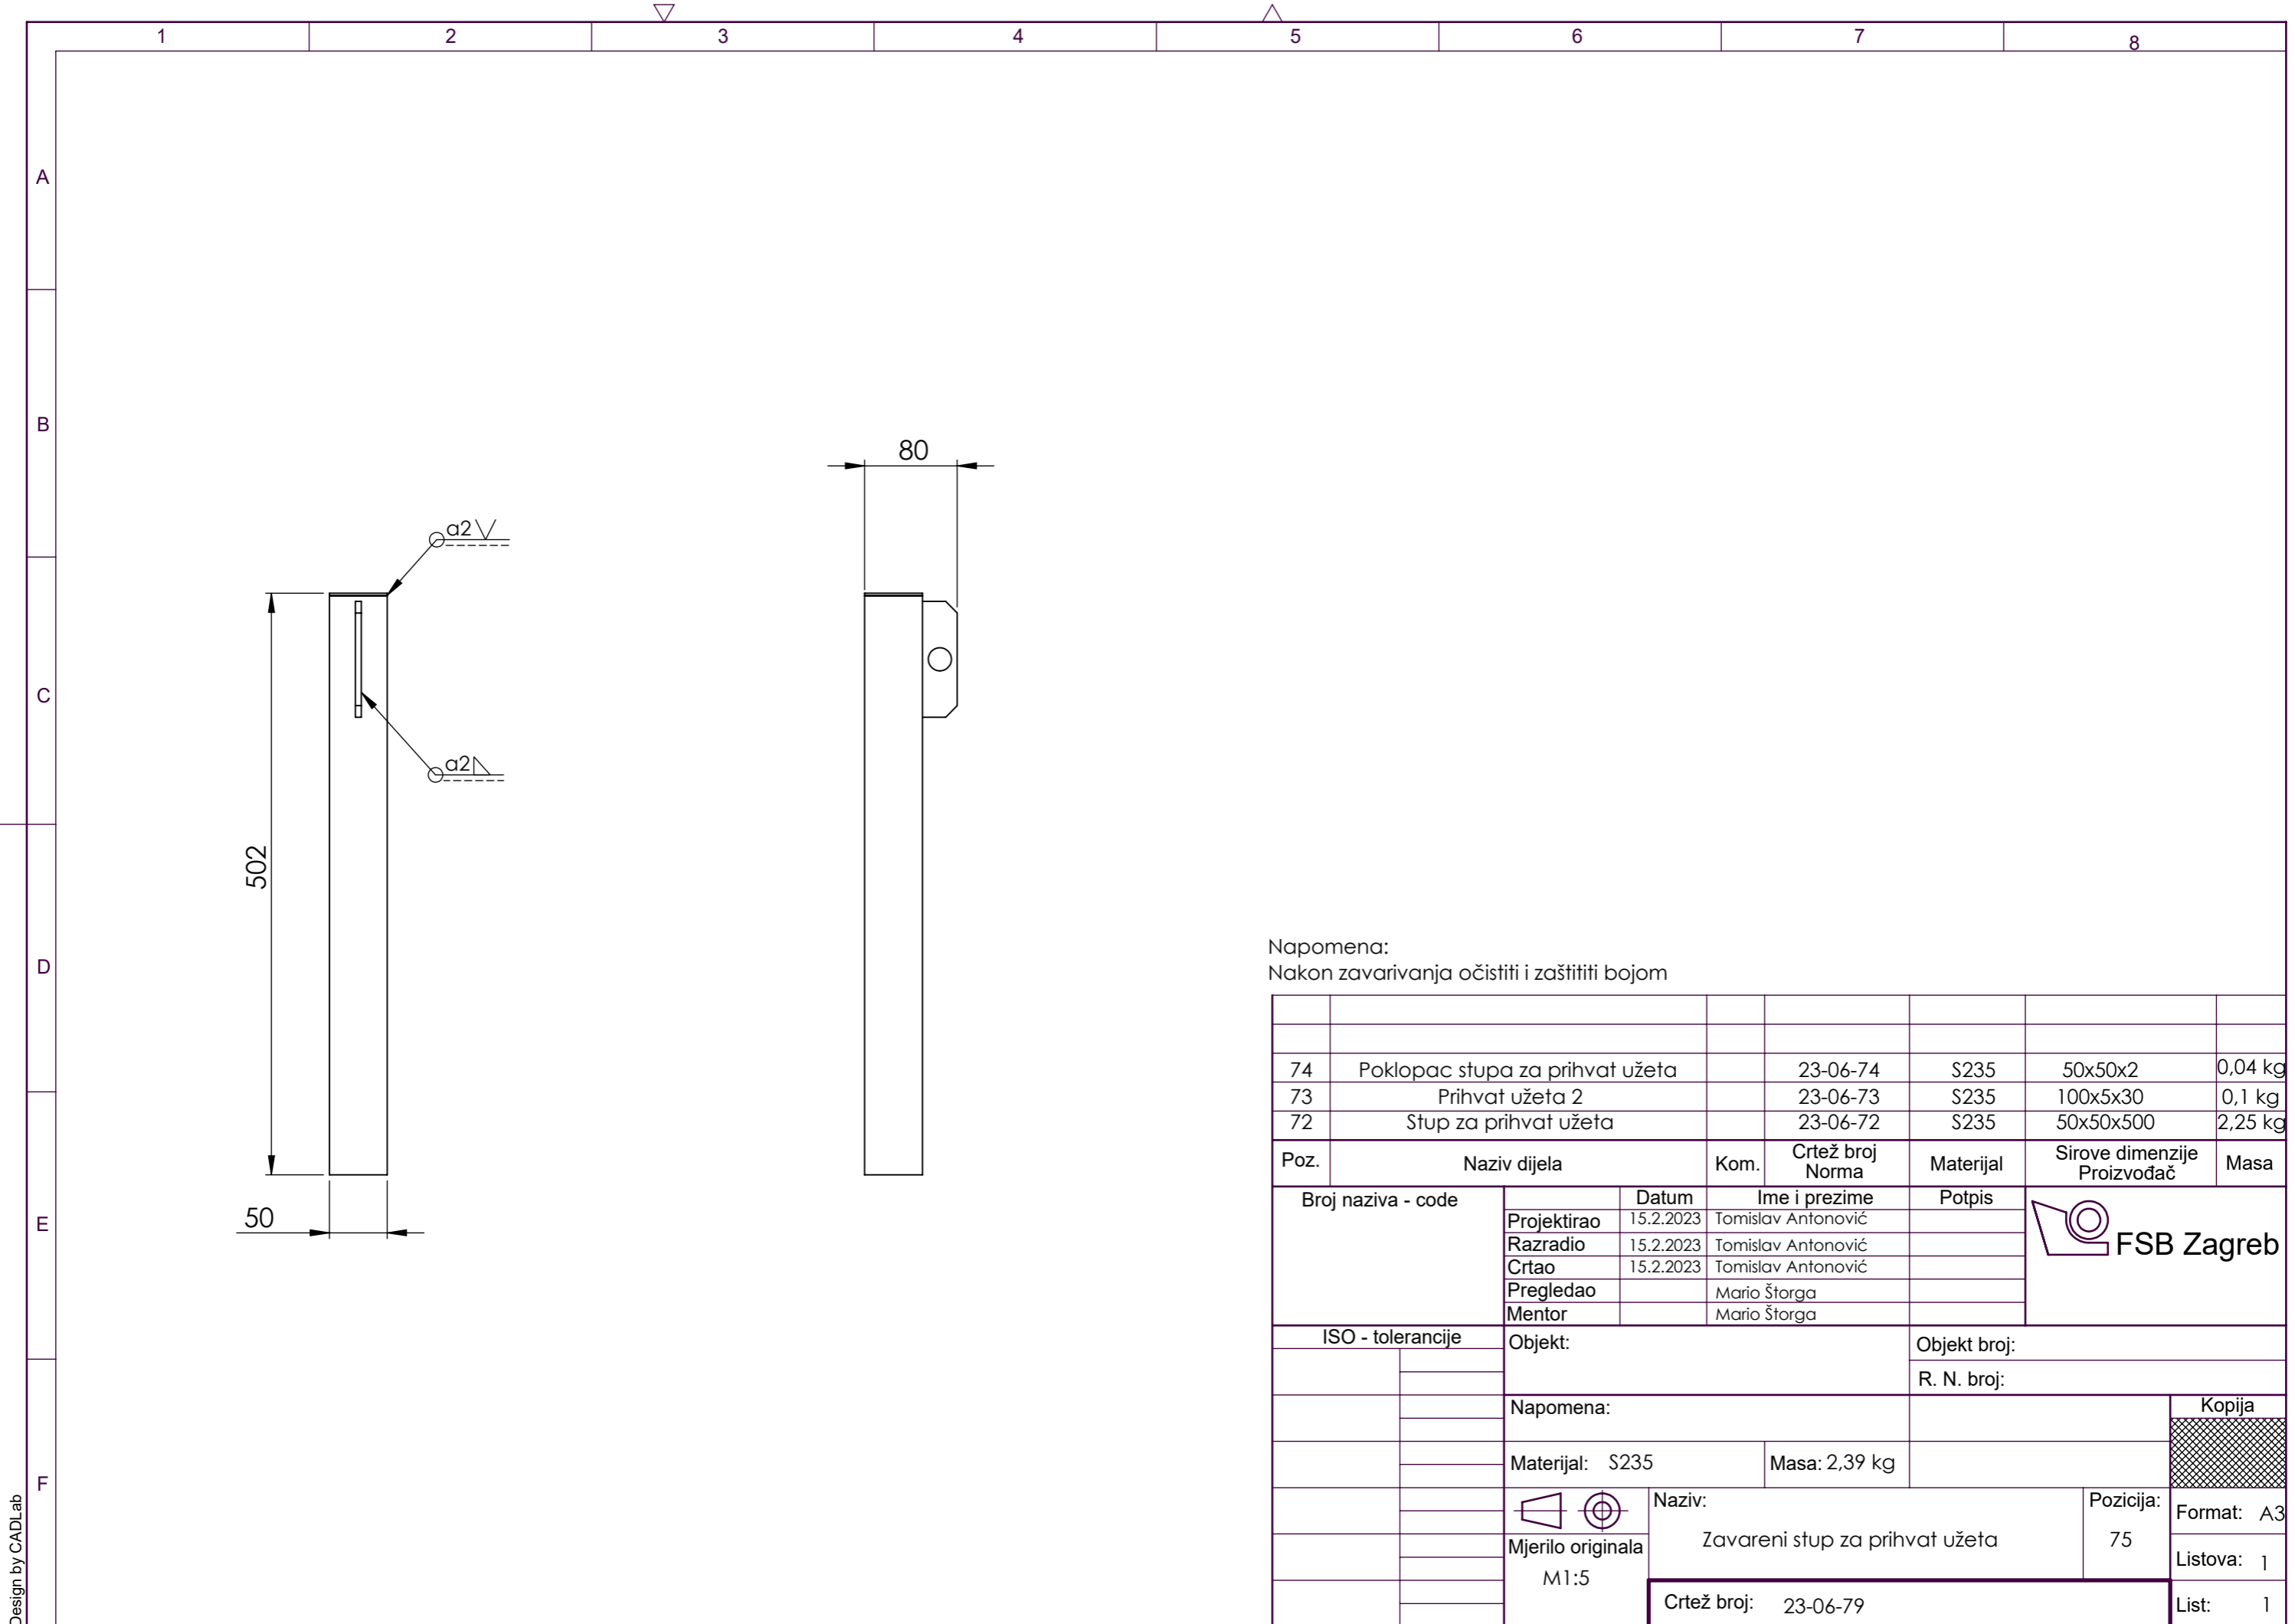 1 2 3 4 5 6 7 8
A
B
C
D
E
F
80
a2
a2
502
50
Napomena:
Nakon zavarivanja očistiti i zaštititi bojom
74 Poklopac stupa za prihvat užeta 23-06-74 S235 50x50x2 0,04 kg
73 Prihvat užeta 2 23-06-73 S235 100x5x30 0,1 kg
72 Stup za prihvat užeta 23-06-72 S235 50x50x500 2,25 kg
Poz. Naziv dijela Kom. Crtež broj Norma Materijal Sirove dimenzije Proizvođač Masa
Broj naziva - code
Datum Ime i prezime Potpis
Projektirao 15.2.2023 Tomislav Antonović
Razradio 15.2.2023 Tomislav Antonović
Crtao 15.2.2023 Tomislav Antonović
Pregledao Mario Štorga
Mentor Mario Štorga
FSB Zagreb
ISO - tolerancije
Objekt:
Objekt broj:
R. N. broj:
Napomena:
Kopija
Materijal: S235
Masa: 2,39 kg
Naziv:
Zavareni stup za prihvat užeta
Pozicija:
75
Format: A3
Mjerilo originala
M1:5
Listova: 1
Crtež broj: 23-06-79
List: 1
Design by CADLab